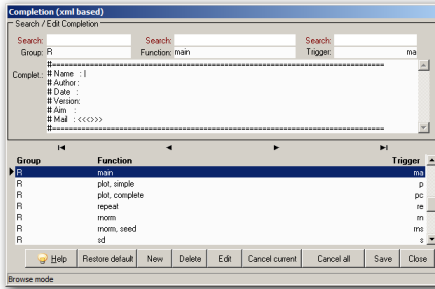 Completion (xml based)
Search / Edit Completion
Search: Search: Search:
Group: R Function: main Trigger: ma
Complet.: #===============================================================
# Name : |
# Author :
# Date :
# Version:
# Aim :
# Mail : <<<>>>
#===============================================================
Group Function Trigger
R main ma
R plot, simple p
R plot, complete pc
R repeat re
R rnorm rn
R rnorm, seed rns
R sd s
Help Restore default New Delete Edit Cancel current Cancel all Save Close
Browse mode